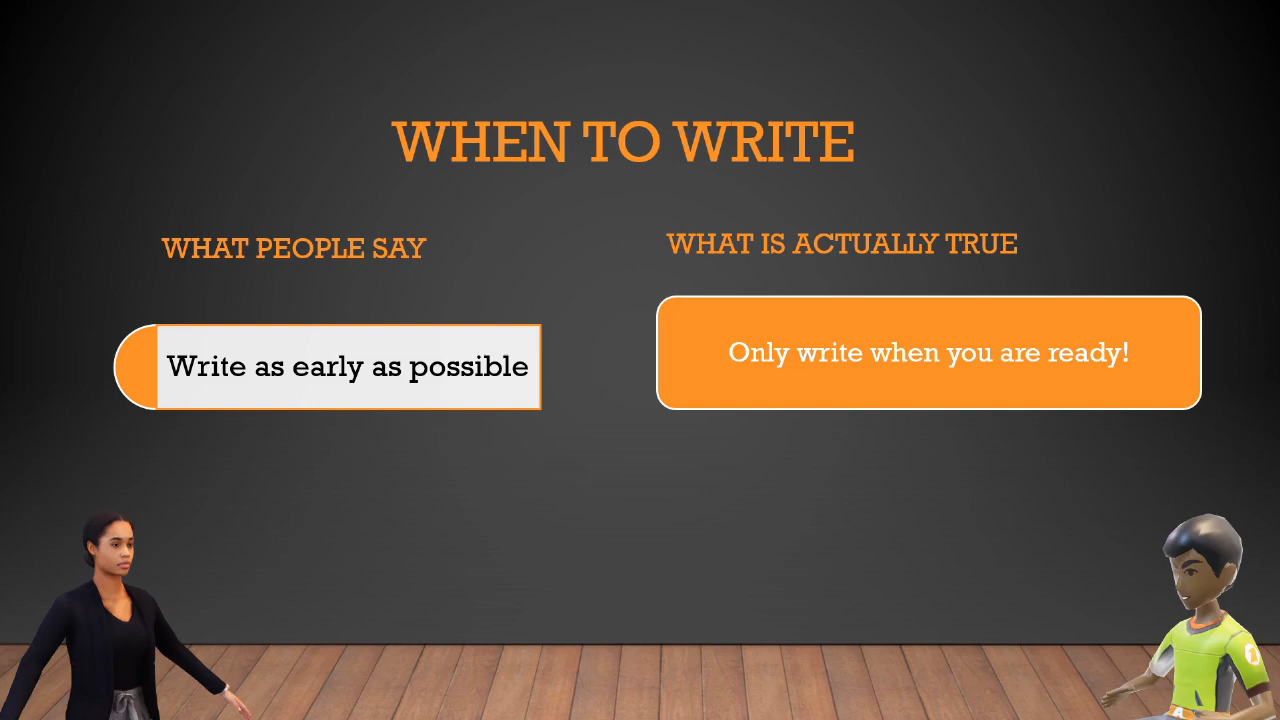 WHEN TO WRITE
WHAT PEOPLE SAY
WHAT IS ACTUALLY TRUE
Write as early as possible
Only write when you are ready!